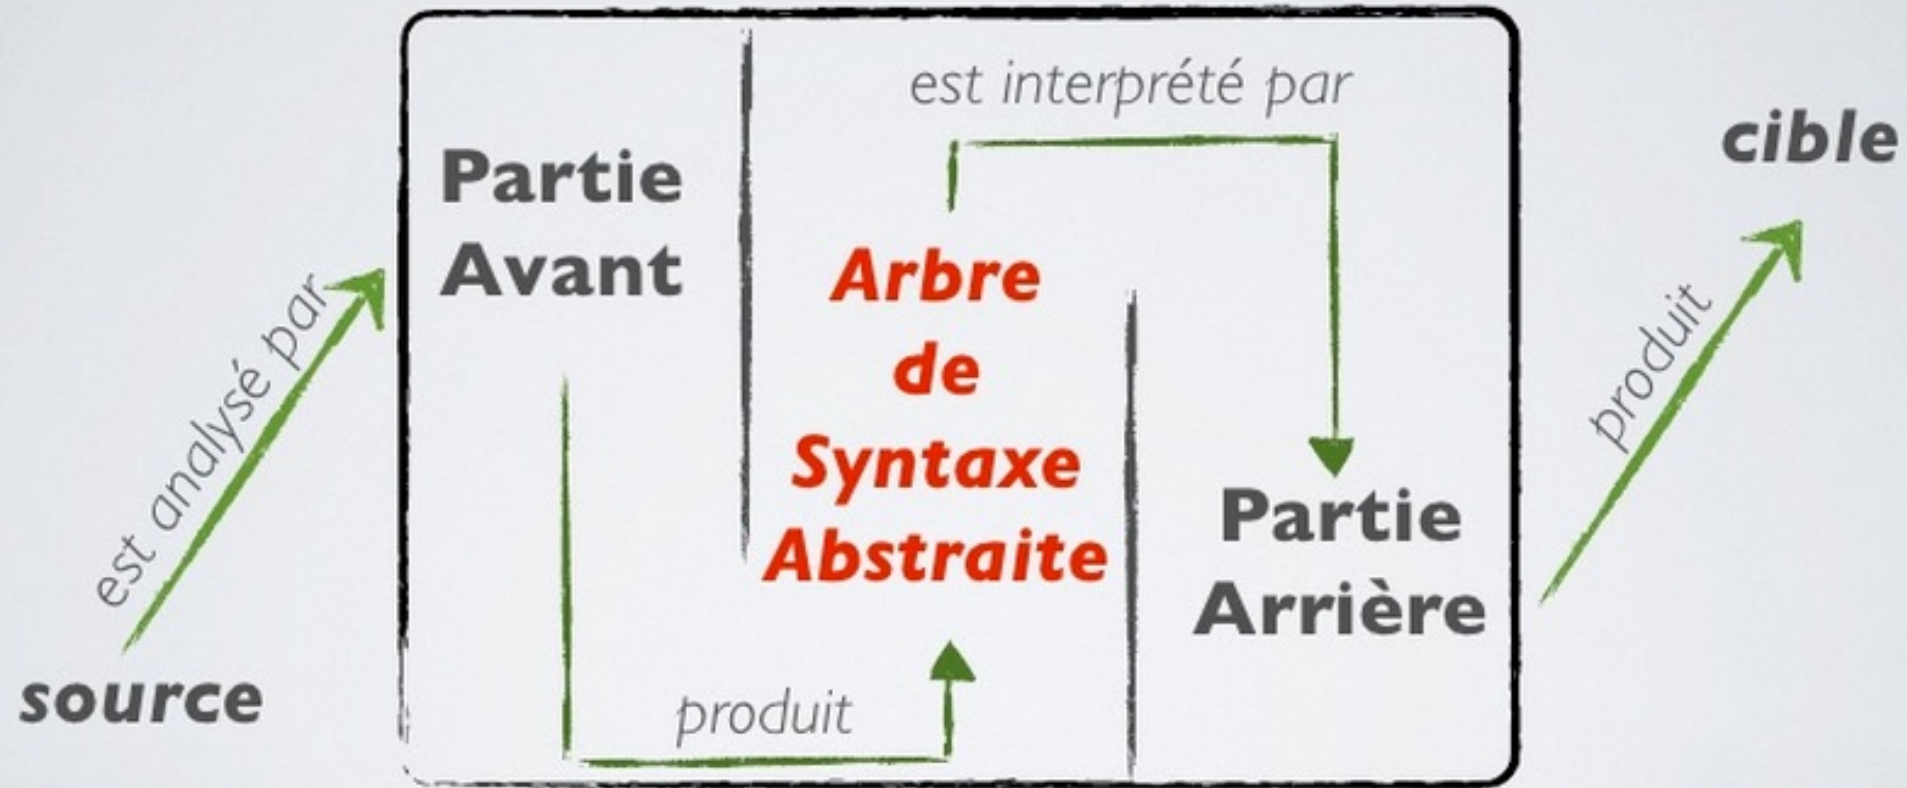 source
est analysé par
Partie
Avant
produit
Arbre
de
Syntaxe
Abstraite
est interprété par
Partie
Arrière
produit
cible